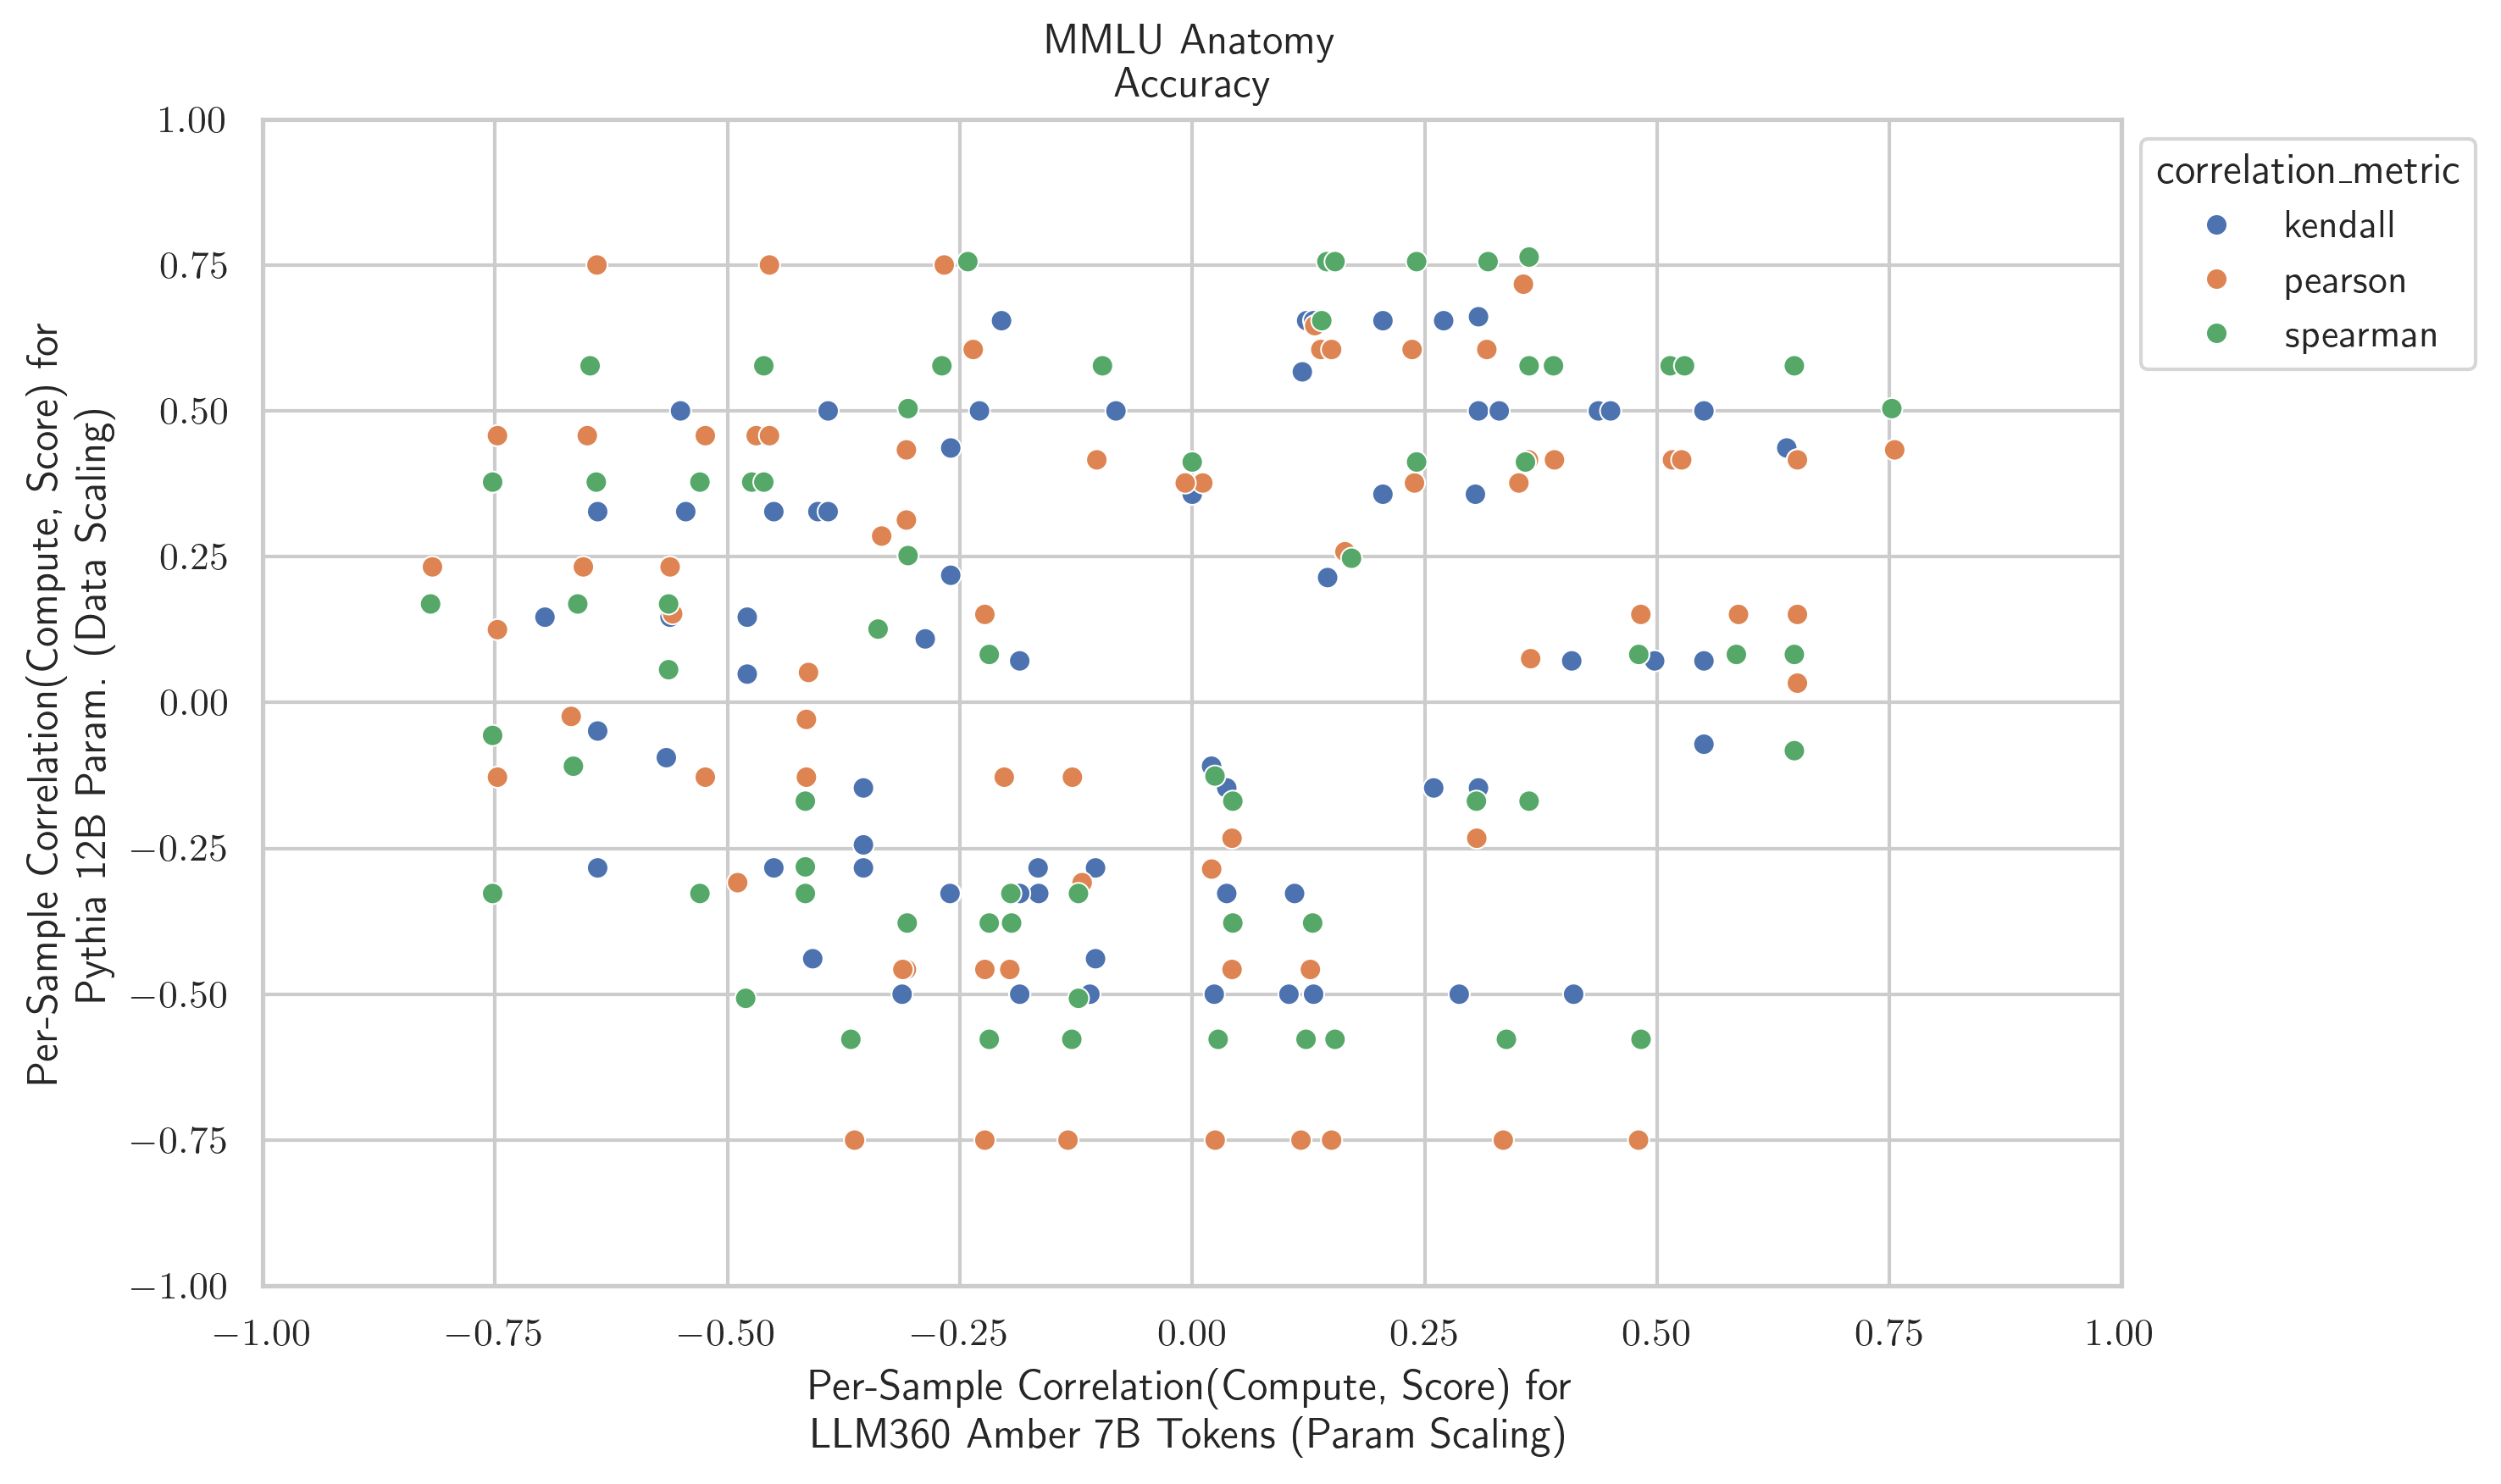 MMLU Anatomy
Accuracy
Per-Sample Correlation(Compute, Score) for
Pythia 12B Param. (Data Scaling)
1.00
0.75
0.50
0.25
0.00
−0.25
−0.50
−0.75
−1.00
−1.00 −0.75 −0.50 −0.25 0.00 0.25 0.50 0.75 1.00
Per-Sample Correlation(Compute, Score) for
LLM360 Amber 7B Tokens (Param Scaling)
correlation_metric
kendall
pearson
spearman